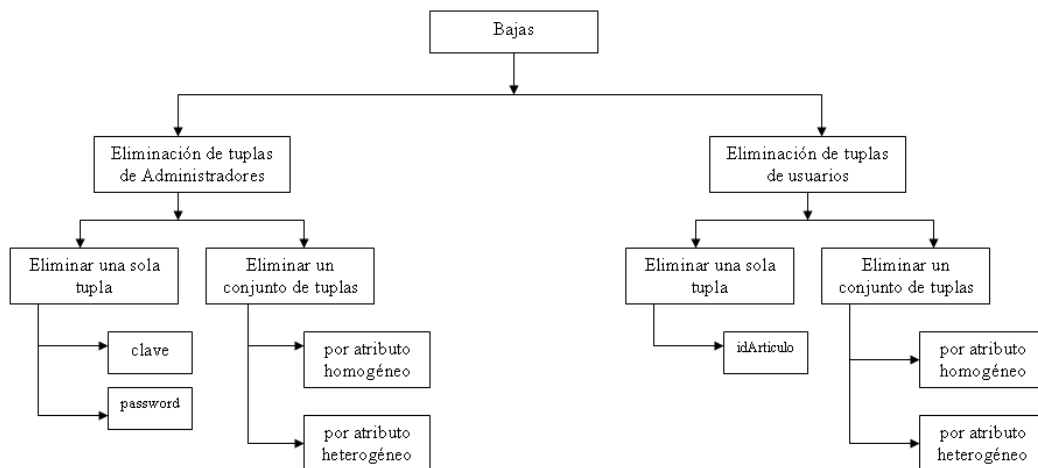 Bajas
Eliminación de tuplas
de Administradores
Eliminación de tuplas
de usuarios
Eliminar una sola
tupla
Eliminar un
conjunto de tuplas
Eliminar una sola
tupla
Eliminar un
conjunto de tuplas
clave
password
por atributo
homogéneo
por atributo
heterogéneo
idArticulo
por atributo
homogéneo
por atributo
heterogéneo